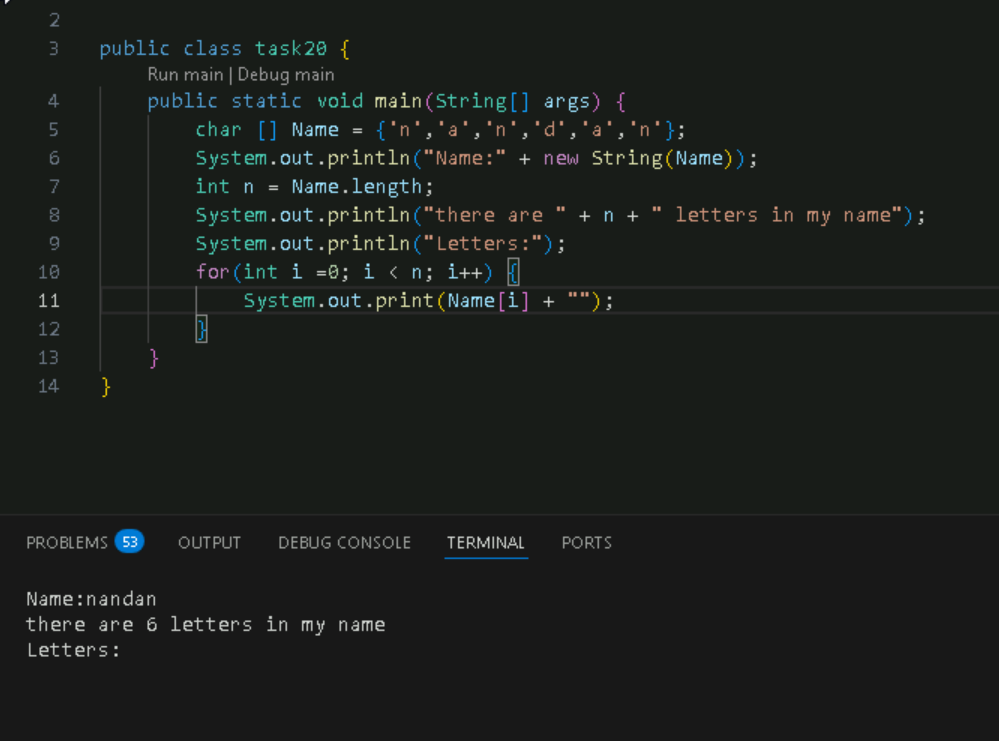 2
3 public class task20 {
Run main | Debug main
4 public static void main(String[] args) {
5 char [] Name = {'n','a','n','d','a','n'};
6 System.out.println("Name:" + new String(Name));
7 int n = Name.length;
8 System.out.println("there are " + n + " letters in my name");
9 System.out.println("Letters:");
10 for(int i =0; i < n; i++) {
11 System.out.print(Name[i] + "");
12 }
13 }
14 }
PROBLEMS 53 OUTPUT DEBUG CONSOLE TERMINAL PORTS
Name:nandan
there are 6 letters in my name
Letters: